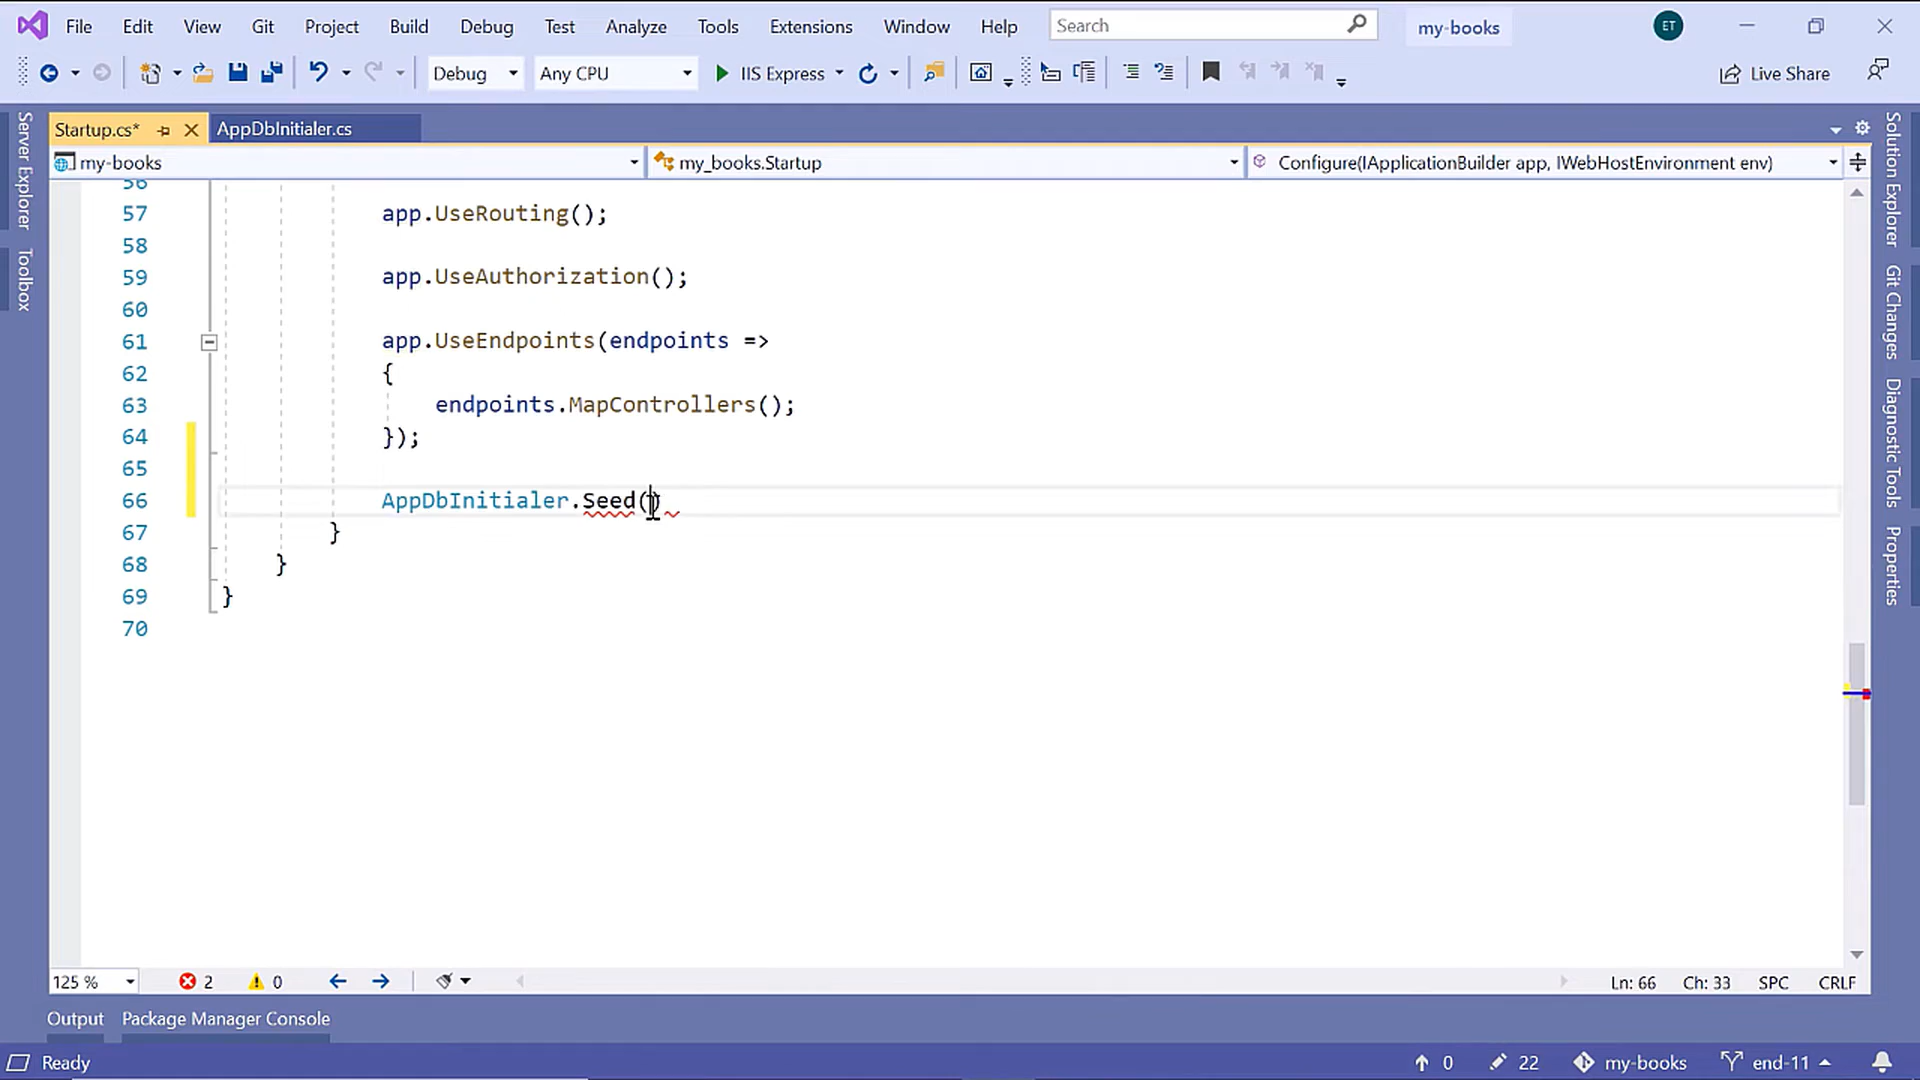 File Edit View Git Project Build Debug Test Analyze Tools Extensions Window Help Search my-books ET
Debug Any CPU IIS Express Live Share
Startup.cs* AppDbInitialer.cs
my-books my_books.Startup Configure(IApplicationBuilder app, IWebHostEnvironment env)
Server Explorer
Toolbox
56
57 app.UseRouting();
58
59 app.UseAuthorization();
60
61 app.UseEndpoints(endpoints =>
62 {
63 endpoints.MapControllers();
64 });
65
66 AppDbInitialer.Seed()
67 }
68 }
69 }
70
Solution Explorer
Git Changes
Diagnostic Tools
Properties
125 % 2 0 Ln: 66 Ch: 33 SPC CRLF
Output Package Manager Console
Ready 0 22 my-books end-11